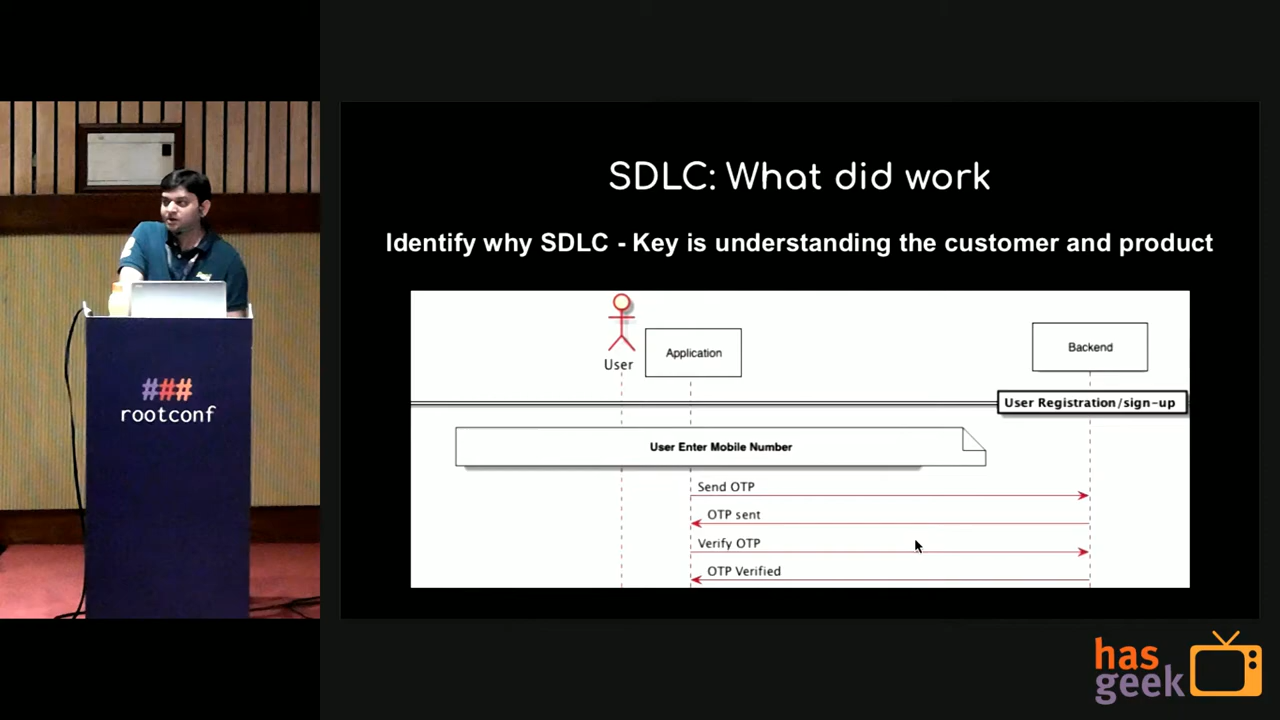 SDLC: What did work
Identify why SDLC - Key is understanding the customer and product
User
Application
Backend
User Registration/sign-up
User Enter Mobile Number
Send OTP
OTP sent
Verify OTP
OTP Verified
###
rootconf
has
geek